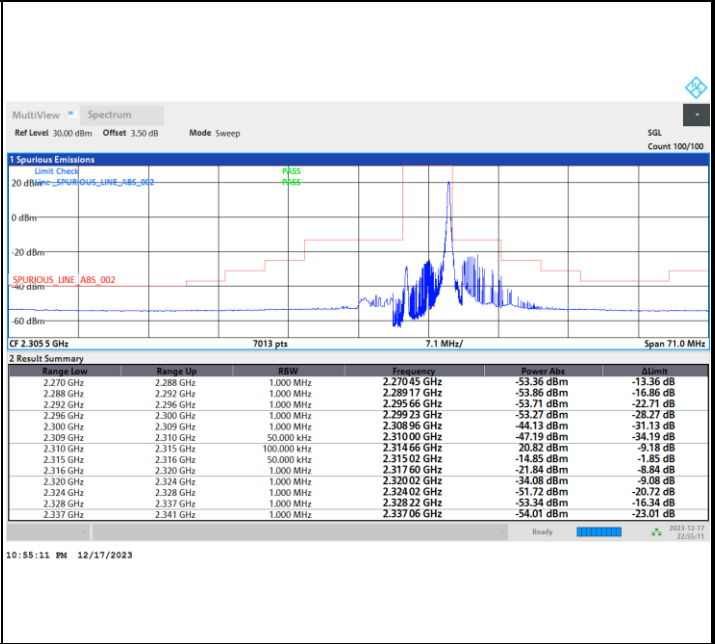 MultiView Spectrum
Ref Level 30.00 dBm Offset 3.50 dB Mode Sweep SGL
Count 100/100
1 Spurious Emissions
Limit Check PASS
Line _SPURIOUS_LINE_ABS_002 PASS
20 dBm
0 dBm
-20 dBm
SPURIOUS_LINE_ABS_002
-40 dBm
-60 dBm
CF 2.305 5 GHz 7013 pts 7.1 MHz/ Span 71.0 MHz
2 Result Summary
Range Low Range Up RBW Frequency Power Abs ΔLimit
2.270 GHz 2.288 GHz 1.000 MHz 2.270 45 GHz -53.36 dBm -13.36 dB
2.288 GHz 2.292 GHz 1.000 MHz 2.289 17 GHz -53.86 dBm -16.86 dB
2.292 GHz 2.296 GHz 1.000 MHz 2.295 66 GHz -53.71 dBm -22.71 dB
2.296 GHz 2.300 GHz 1.000 MHz 2.299 23 GHz -53.27 dBm -28.27 dB
2.300 GHz 2.309 GHz 1.000 MHz 2.308 96 GHz -44.13 dBm -31.13 dB
2.309 GHz 2.310 GHz 50.000 kHz 2.310 00 GHz -47.19 dBm -34.19 dB
2.310 GHz 2.315 GHz 100.000 kHz 2.314 66 GHz 20.82 dBm -9.18 dB
2.315 GHz 2.316 GHz 50.000 kHz 2.315 02 GHz -14.85 dBm -1.85 dB
2.316 GHz 2.320 GHz 1.000 MHz 2.317 60 GHz -21.84 dBm -8.84 dB
2.320 GHz 2.324 GHz 1.000 MHz 2.320 02 GHz -34.08 dBm -9.08 dB
2.324 GHz 2.328 GHz 1.000 MHz 2.324 02 GHz -51.72 dBm -20.72 dB
2.328 GHz 2.337 GHz 1.000 MHz 2.328 22 GHz -53.34 dBm -16.34 dB
2.337 GHz 2.341 GHz 1.000 MHz 2.337 06 GHz -54.01 dBm -23.01 dB
Ready 2023-12-17
22:55:11
10:55:11 PM 12/17/2023